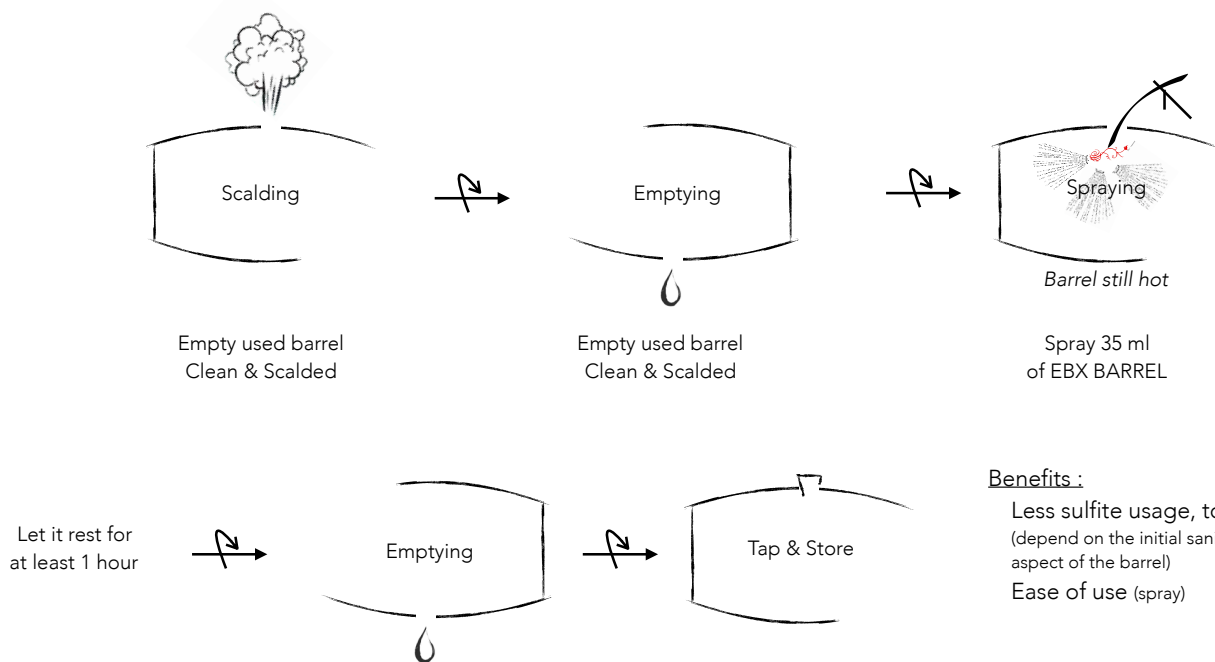 Scalding
Emptying
Spraying
Barrel still hot
Empty used barrel
Clean & Scalded
Empty used barrel
Clean & Scalded
Spray 35 ml
of EBX BARREL
Let it rest for
at least 1 hour
Emptying
Tap & Store
Benefits :
Less sulfite usage,
(depend on the initial
aspect of the barrel)
Ease of use (spray)